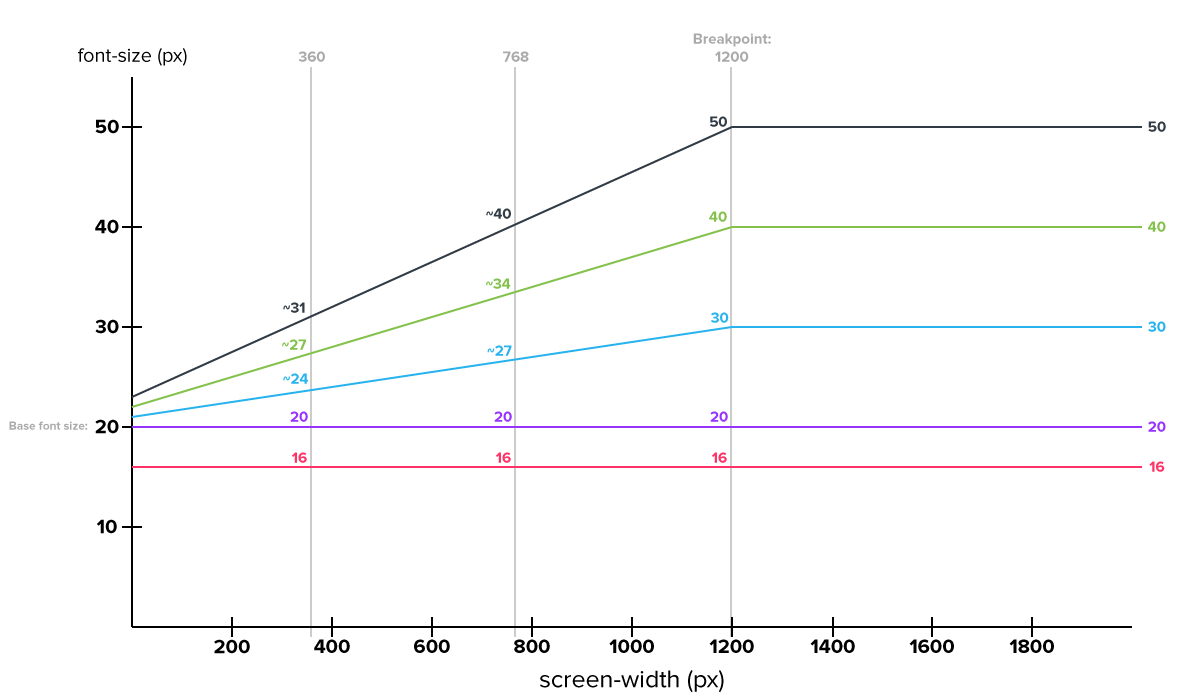 Breakpoint:
font-size (px) 360 768 1200
50 50 50
~40
40 40 40
~34
~31
30 30 30
~27 ~27
~24
Base font size: 20 20 20 20 20
16 16 16 16
10
200 400 600 800 1000 1200 1400 1600 1800
screen-width (px)